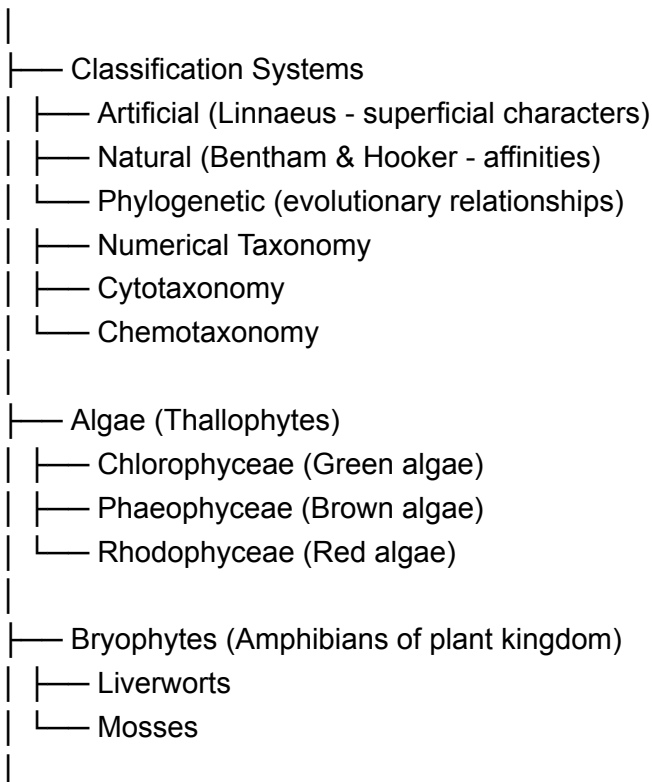 │
├── Classification Systems
│ ├── Artificial (Linnaeus - superficial characters)
│ ├── Natural (Bentham & Hooker - affinities)
│ └── Phylogenetic (evolutionary relationships)
│ ├── Numerical Taxonomy
│ ├── Cytotaxonomy
│ └── Chemotaxonomy
│
├── Algae (Thallophytes)
│ ├── Chlorophyceae (Green algae)
│ ├── Phaeophyceae (Brown algae)
│ └── Rhodophyceae (Red algae)
│
├── Bryophytes (Amphibians of plant kingdom)
│ ├── Liverworts
│ └── Mosses
│